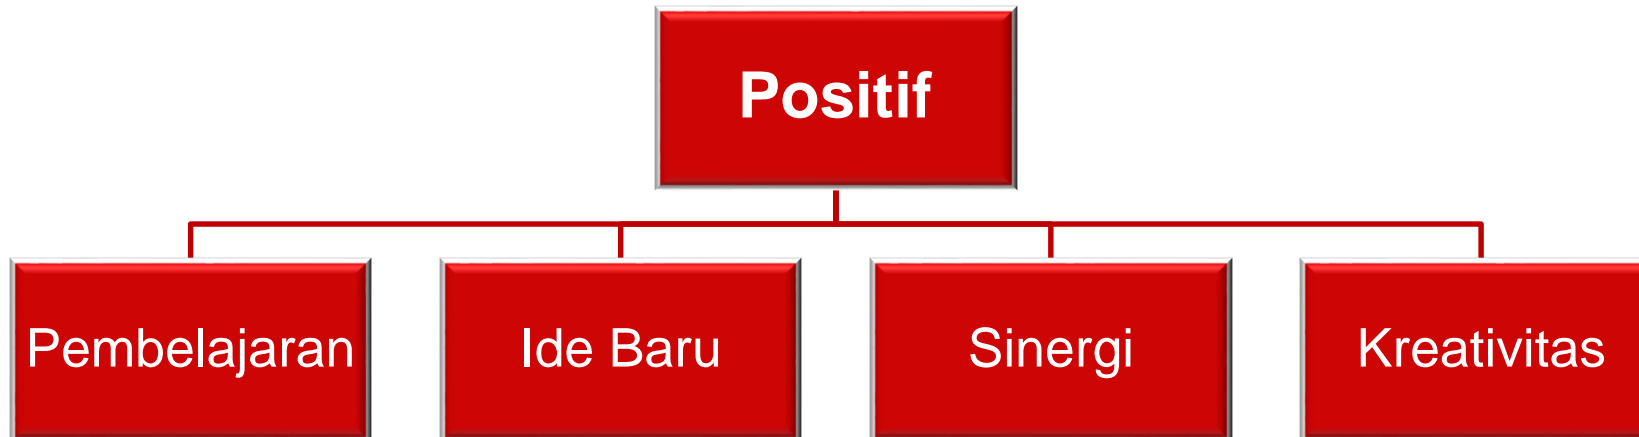 Positif
Pembelajaran
Ide Baru
Sinergi
Kreativitas